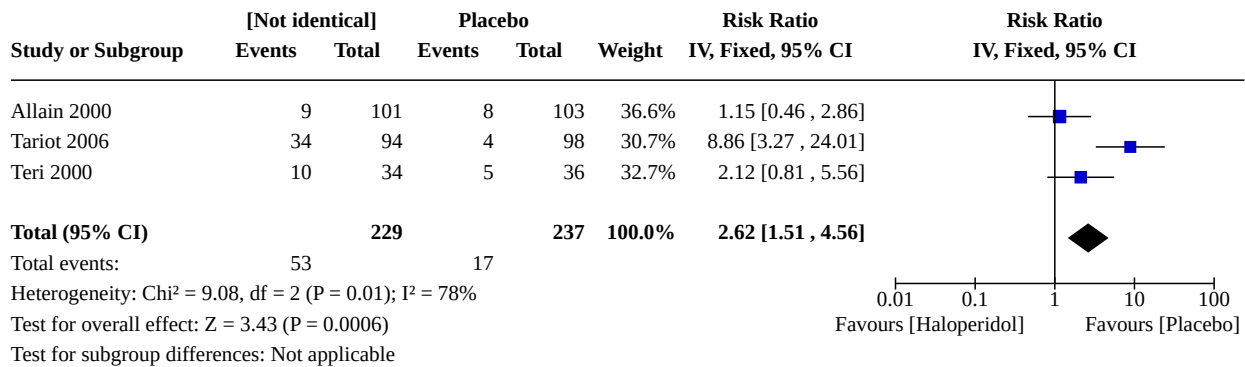 [Not identical] Placebo Risk Ratio Risk Ratio
Study or Subgroup Events Total Events Total Weight IV, Fixed, 95% CI IV, Fixed, 95% CI
Allain 2000 9 101 8 103 36.6% 1.15 [0.46 , 2.86]
Tariot 2006 34 94 4 98 30.7% 8.86 [3.27 , 24.01]
Teri 2000 10 34 5 36 32.7% 2.12 [0.81 , 5.56]
Total (95% CI) 229 237 100.0% 2.62 [1.51 , 4.56]
Total events: 53 17
Heterogeneity: Chi² = 9.08, df = 2 (P = 0.01); I² = 78%
0.01 0.1 1 10 100
Test for overall effect: Z = 3.43 (P = 0.0006)
Favours [Haloperidol] Favours [Placebo]
Test for subgroup differences: Not applicable